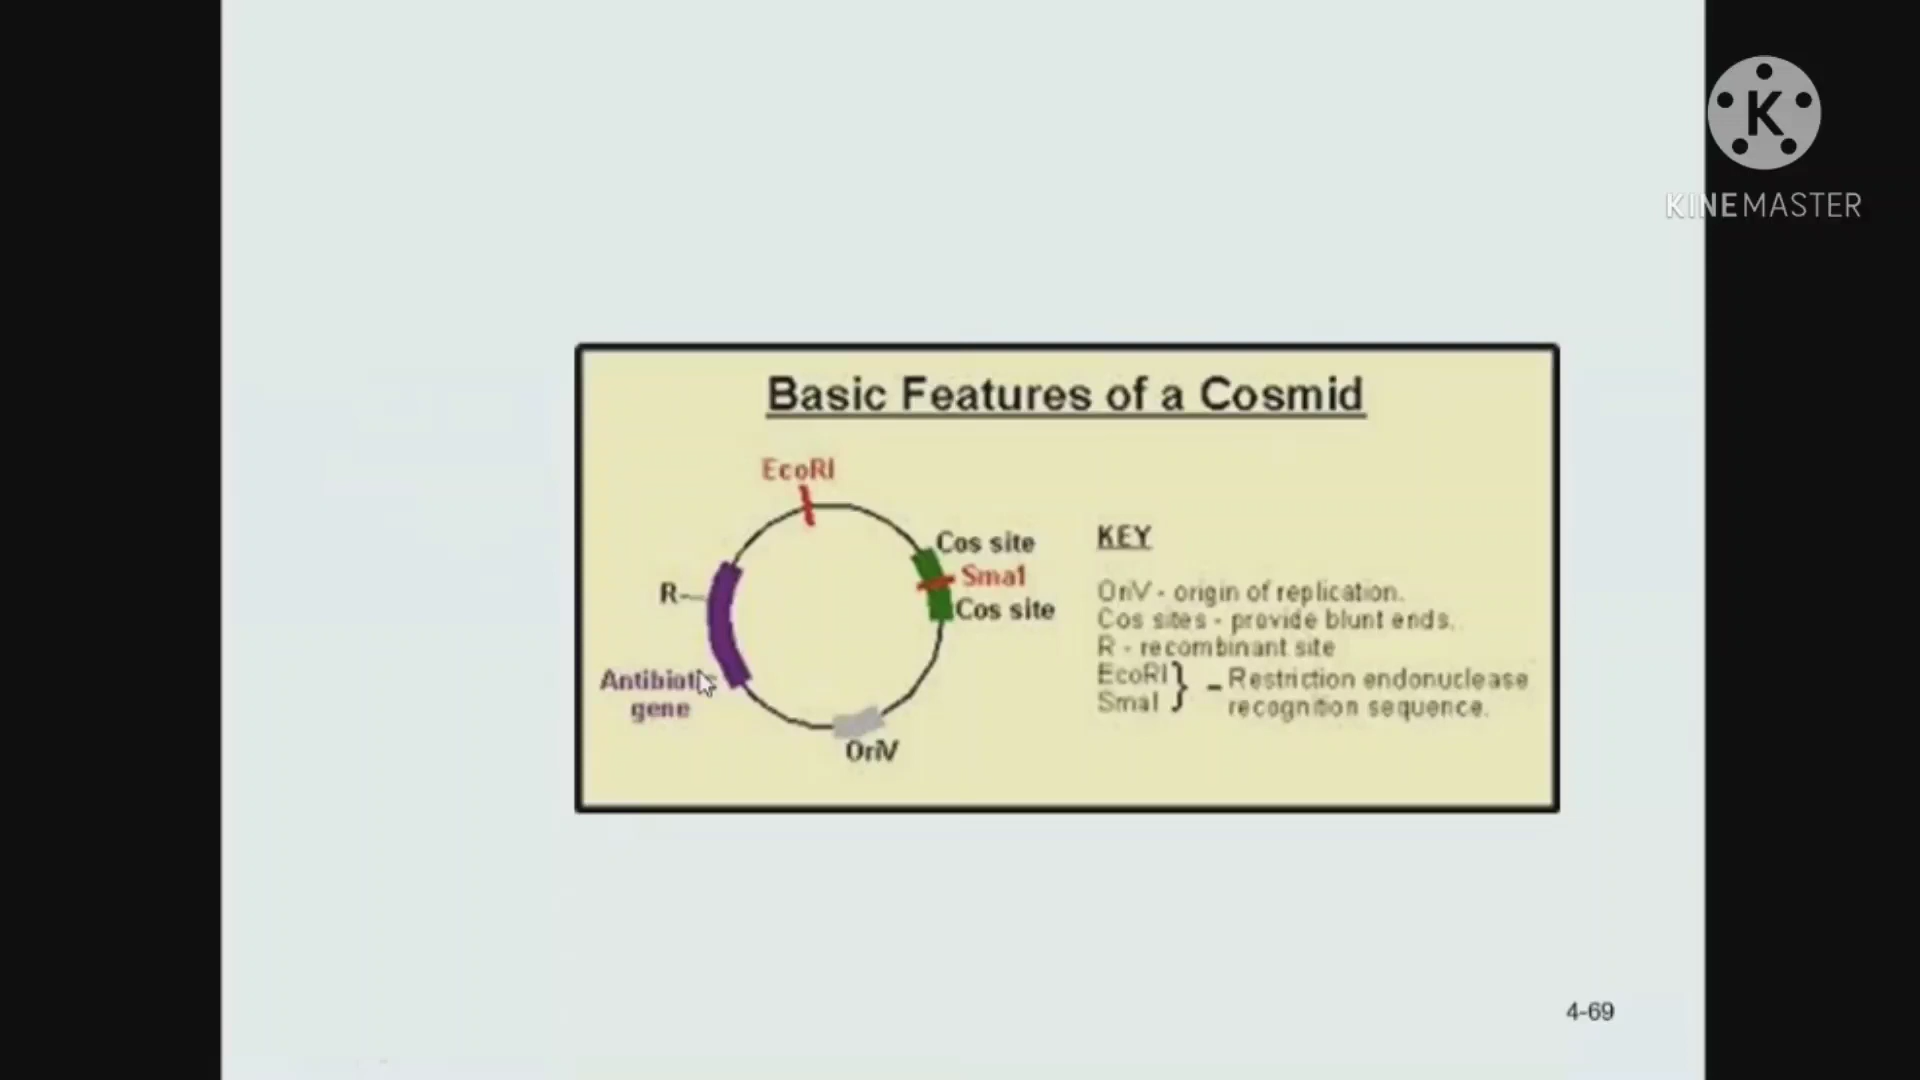 K
KINEMASTER
Basic Features of a Cosmid
EcoRI
Cos site
Sma1
Cos site
R
Antibiotic
gene
OriV
KEY
OriV - origin of replication.
Cos sites - provide blunt ends.
R - recombinant site
EcoRI
SmaI } - Restriction endonuclease
recognition sequence.
4-69